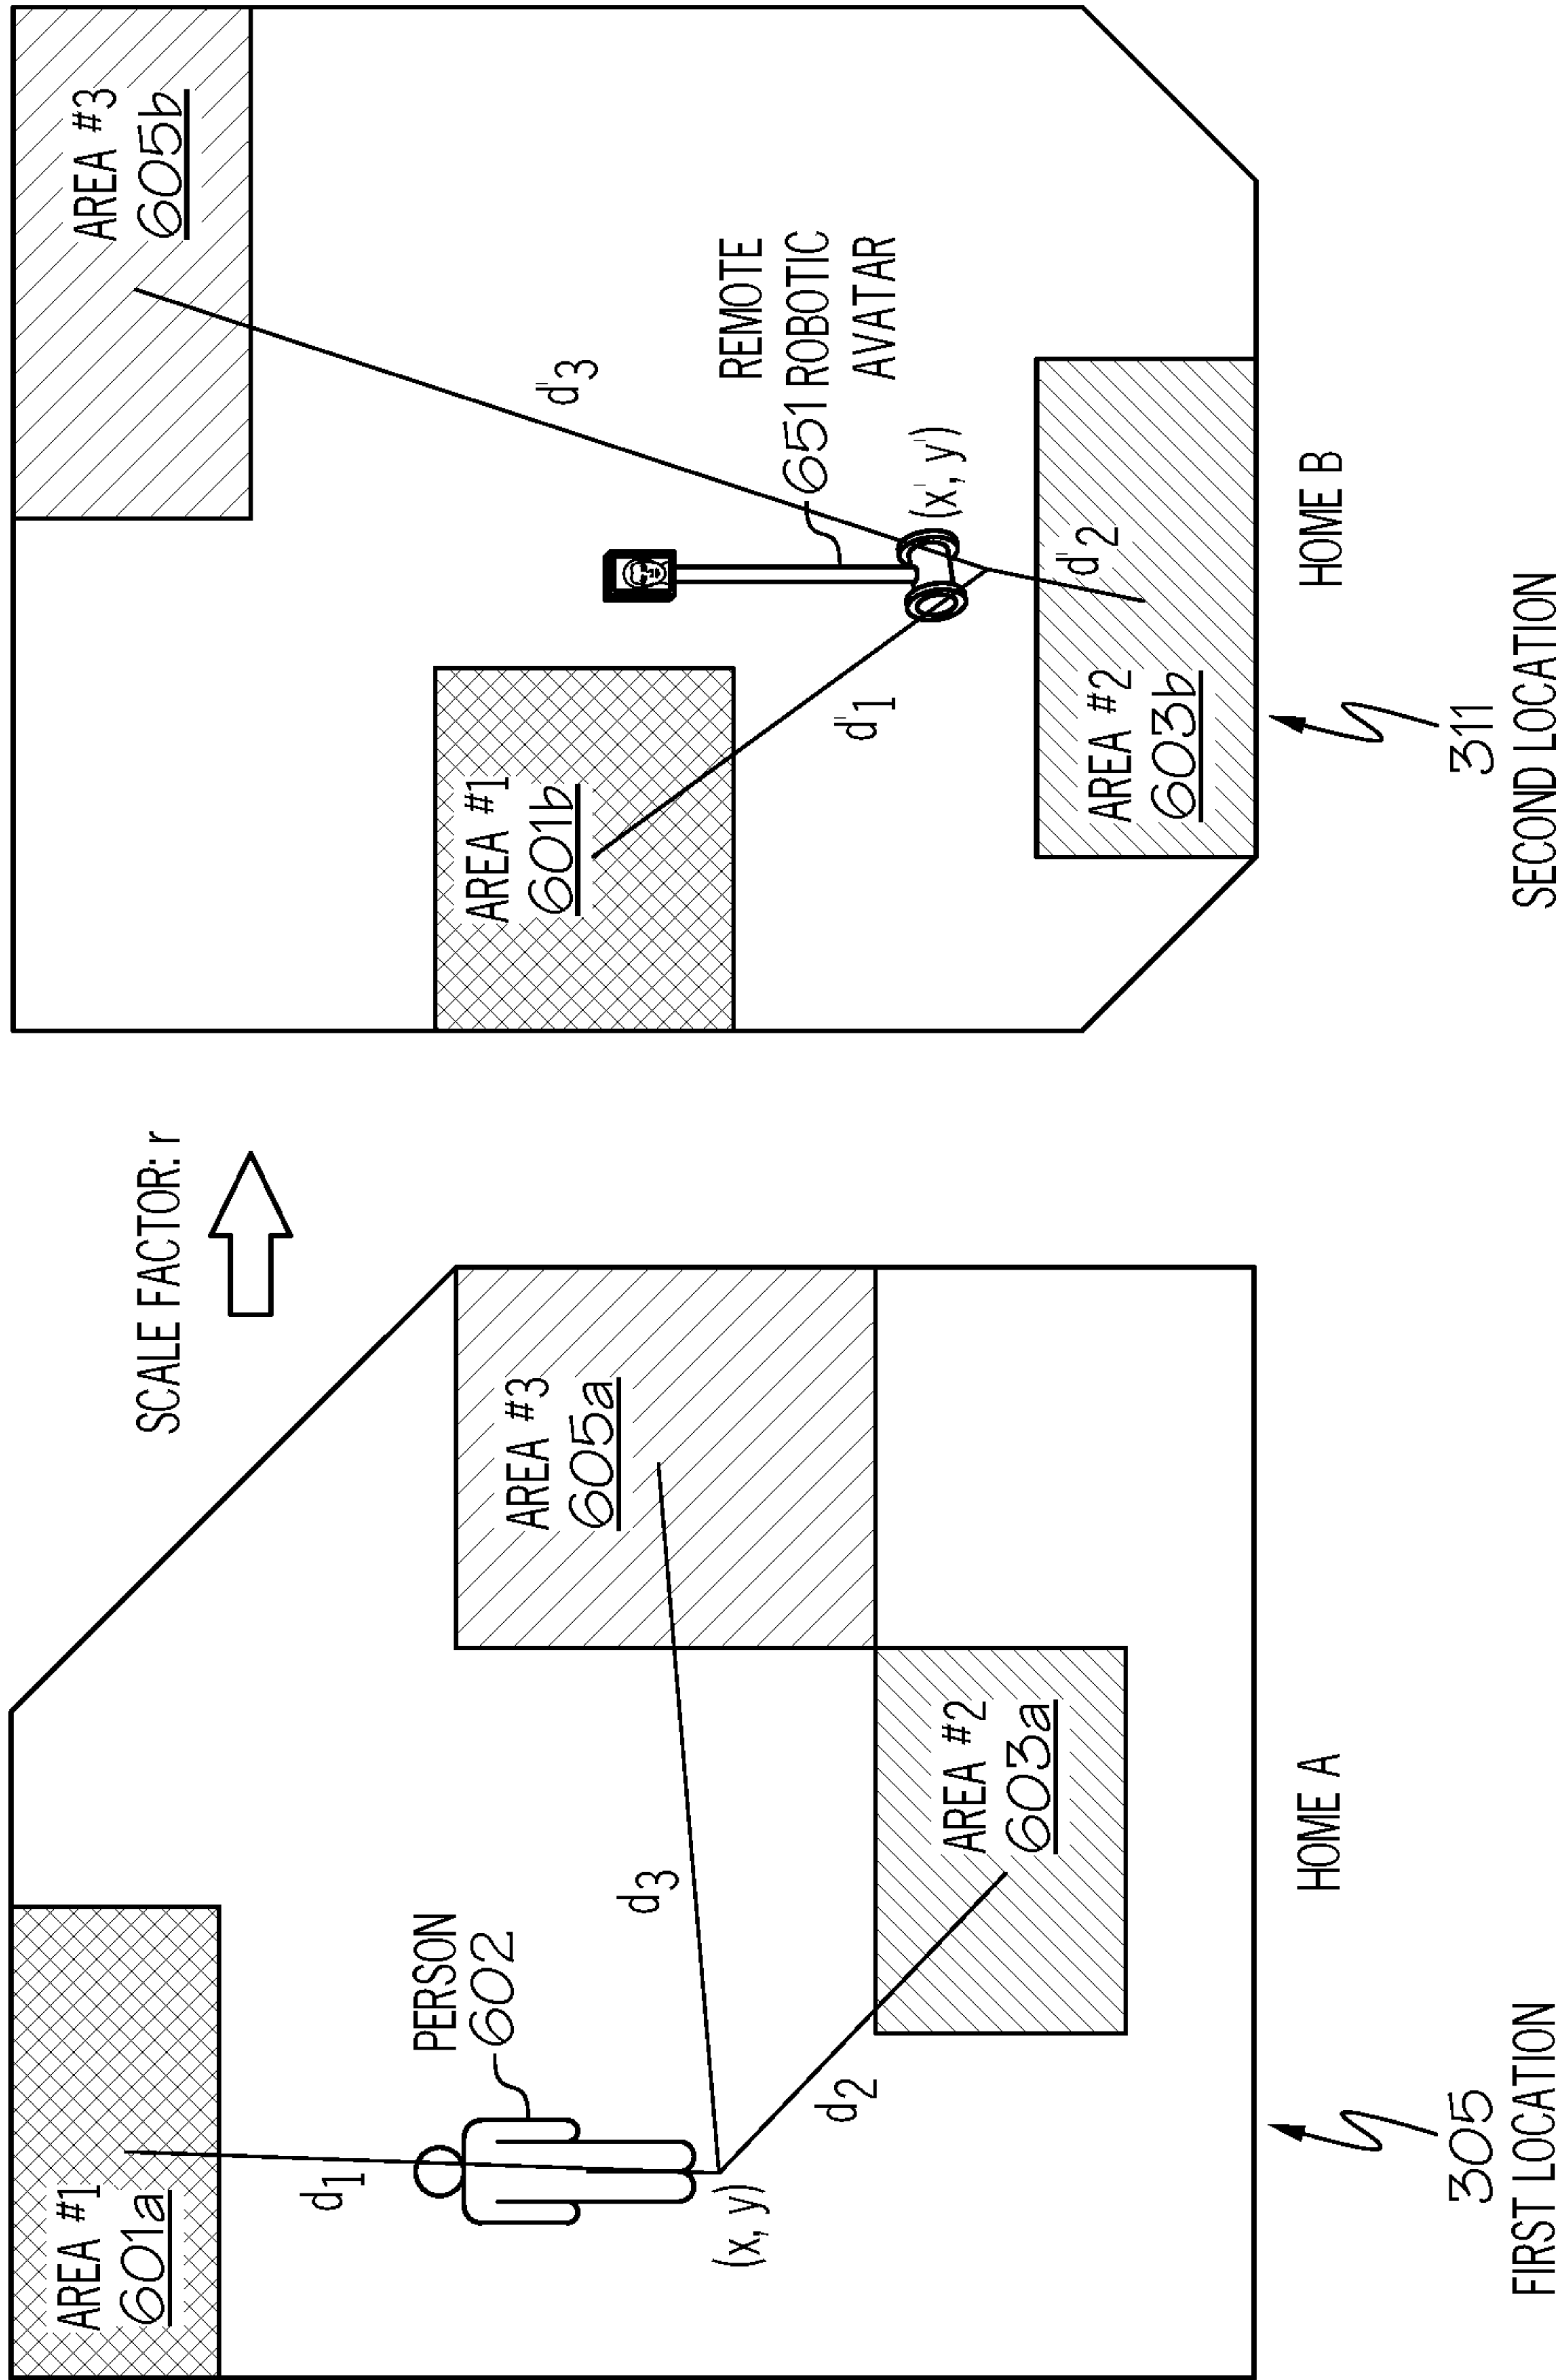 AREA #1
601a
d1
PERSON
602
(x, y)
d3
d2
AREA #3
605a
AREA #2
603a
HOME A
305
FIRST LOCATION
SCALE FACTOR: r
AREA #3
605b
d'3
AREA #1
601b
REMOTE
651 ROBOTIC
AVATAR
d'1
(x', y')
d'2
AREA #2
603b
HOME B
311
SECOND LOCATION